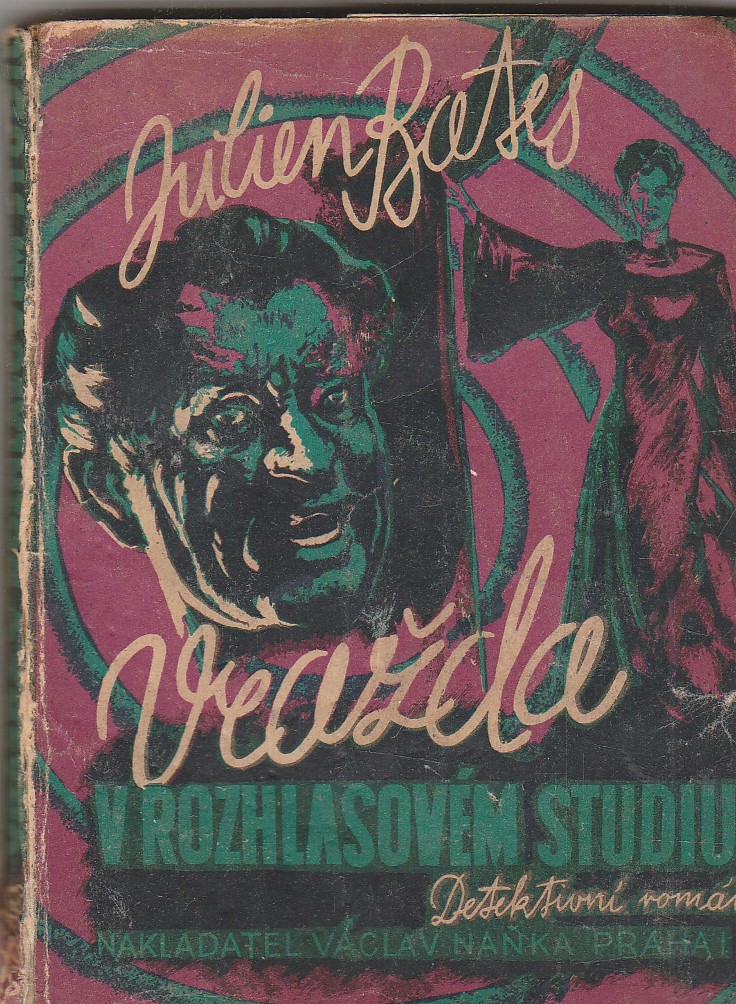 Julien Bates
Vražda
V ROZHLASOVÉM STUDIU
Detektivní román
NAKLADATEL VÁCLAV NAŇKA PRAHA I